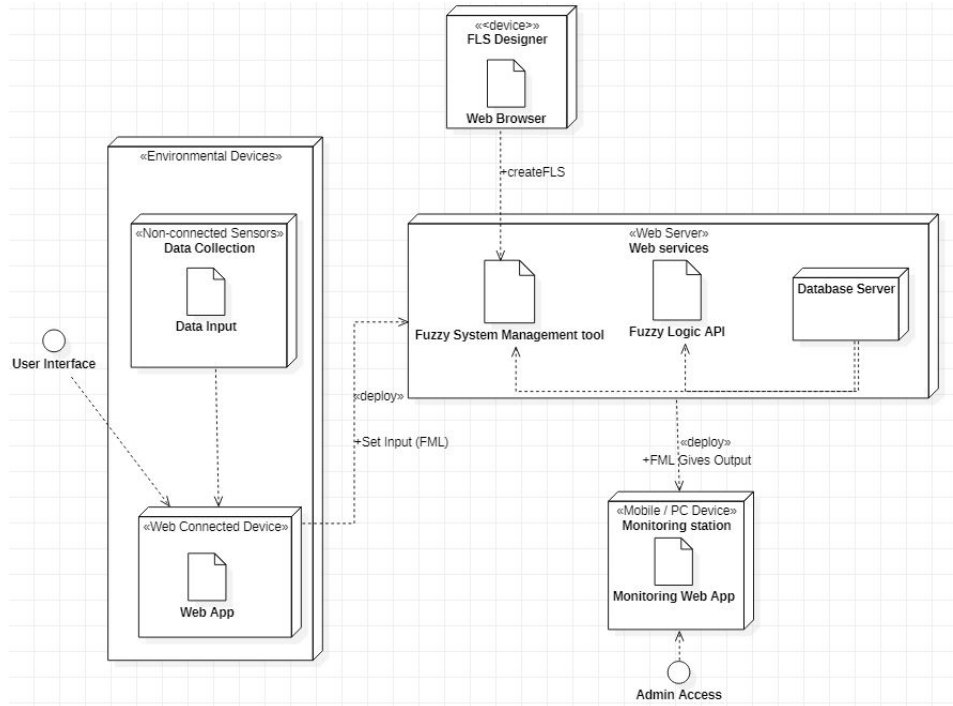 «<device>»
FLS Designer
Web Browser
+createFLS
«Environmental Devices»
«Non-connected Sensors»
Data Collection
Data Input
User Interface
«Web Connected Device»
Web App
«deploy»
+Set Input (FML)
«Web Server»
Web services
Fuzzy System Management tool
Fuzzy Logic API
Database Server
«deploy»
+FML Gives Output
«Mobile / PC Device»
Monitoring station
Monitoring Web App
Admin Access